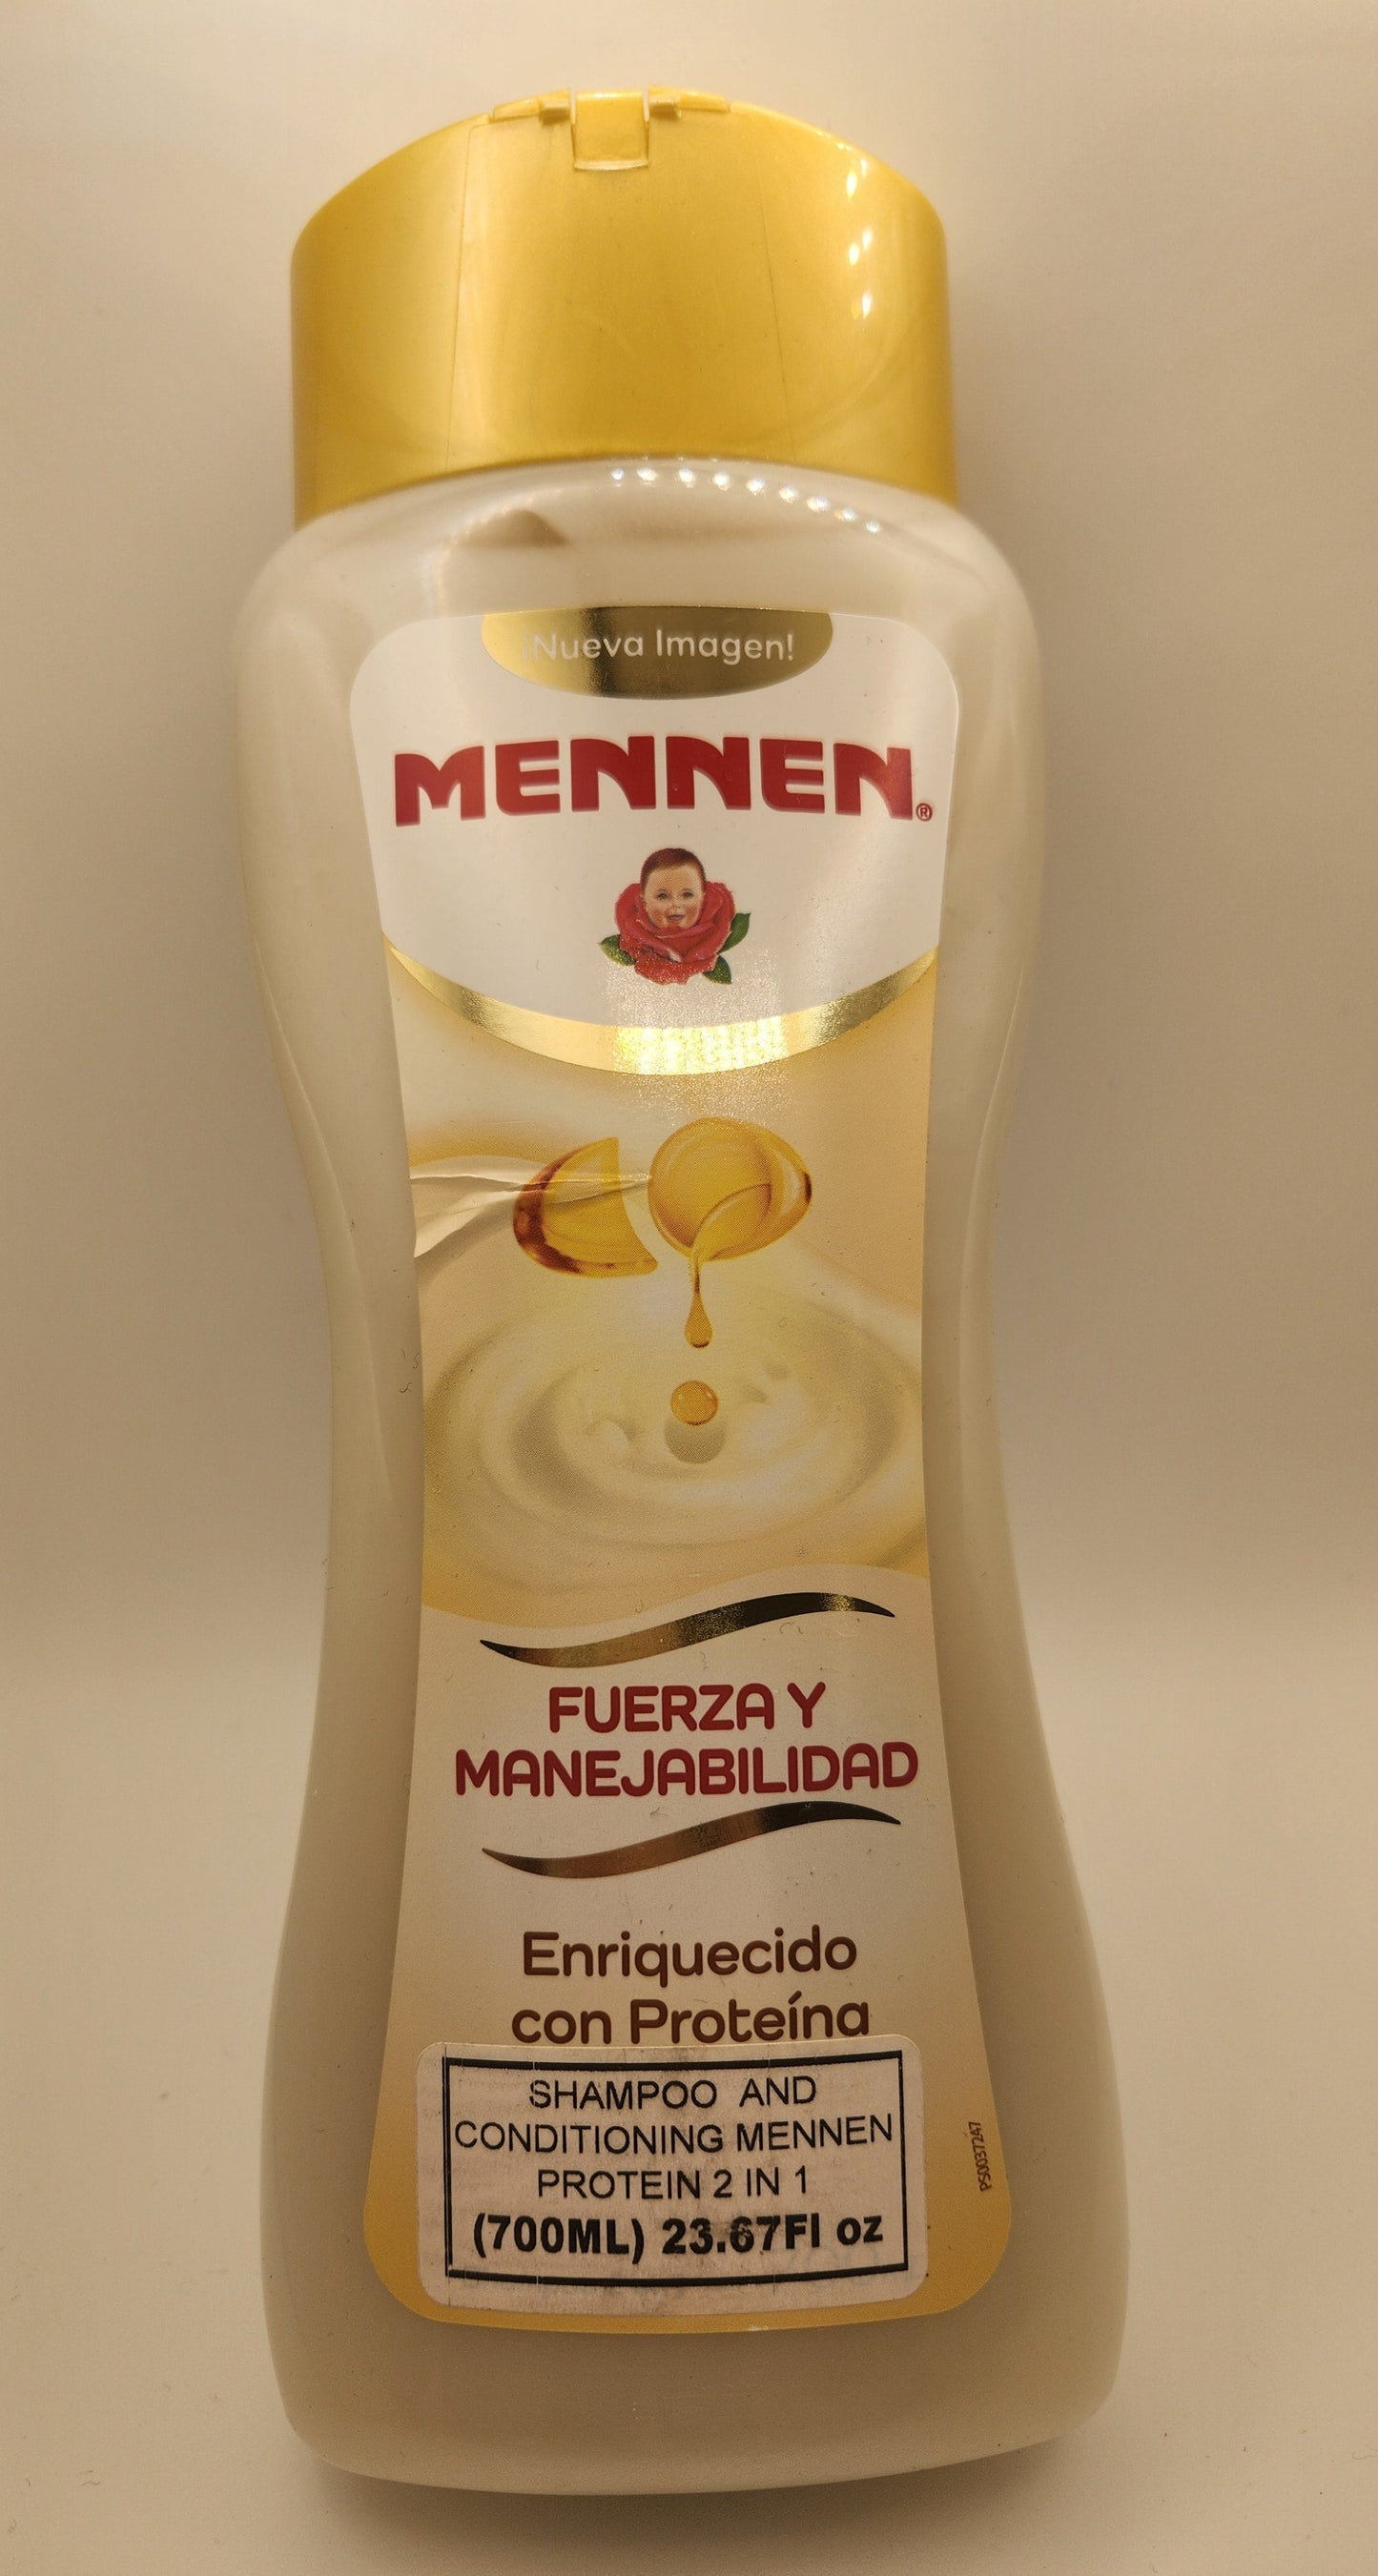 ¡Nueva Imagen!
MENNEN®
FUERZA Y
MANEJABILIDAD
Enriquecido
con Proteína
SHAMPOO AND
CONDITIONING MENNEN
PROTEIN 2 IN 1
(700ML) 23.67Fl oz
P50037247